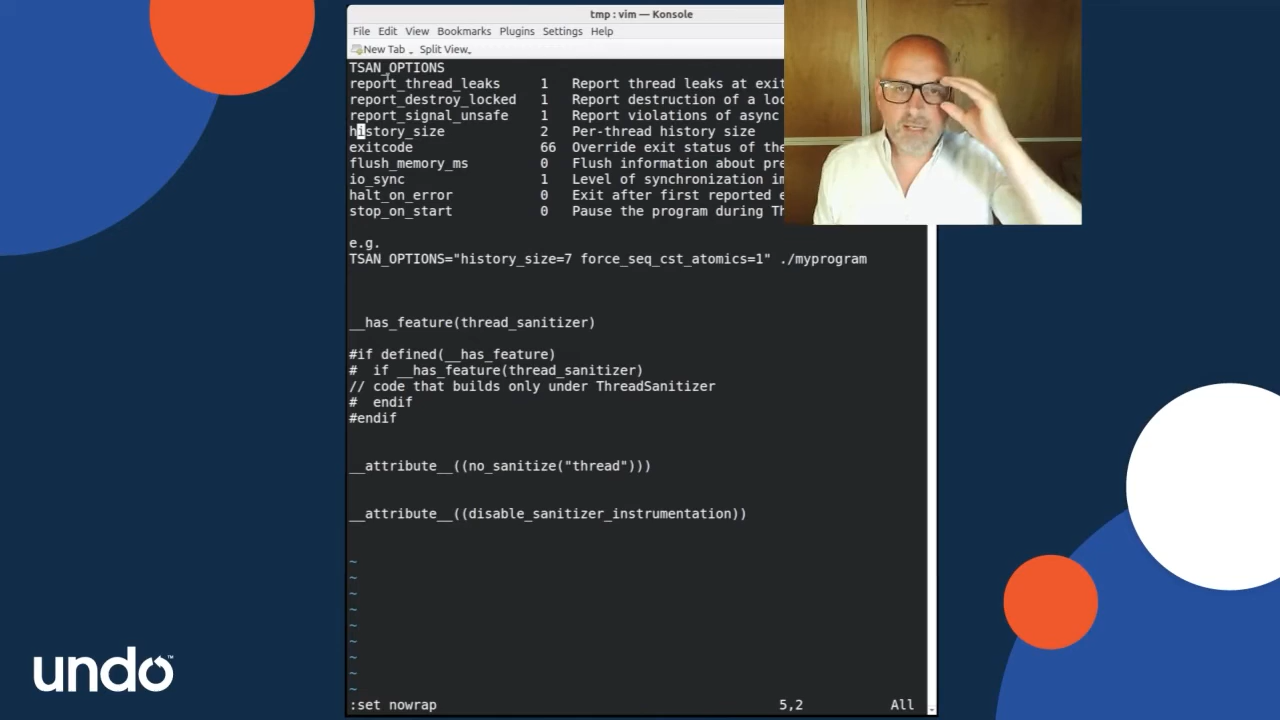 tmp : vim — Konsole
File Edit View Bookmarks Plugins Settings Help
New Tab Split View
TSAN_OPTIONS
report_thread_leaks 1 Report thread leaks at exit
report_destroy_locked 1 Report destruction of a
report_signal_unsafe 1 Report violations of async
history_size 2 Per-thread history size
exitcode 66 Override exit status of the
flush_memory_ms 0 Flush information about
io_sync 1 Level of synchronization
halt_on_error 0 Exit after first reported
stop_on_start 0 Pause the program during
e.g.
TSAN_OPTIONS="history_size=7 force_seq_cst_atomics=1" ./myprogram
__has_feature(thread_sanitizer)
#if defined(__has_feature)
# if __has_feature(thread_sanitizer)
// code that builds only under ThreadSanitizer
# endif
#endif
__attribute__((no_sanitize("thread")))
__attribute__((disable_sanitizer_instrumentation))
~
~
~
~
~
~
~
~
~
:set nowrap 5,2 All
undo™